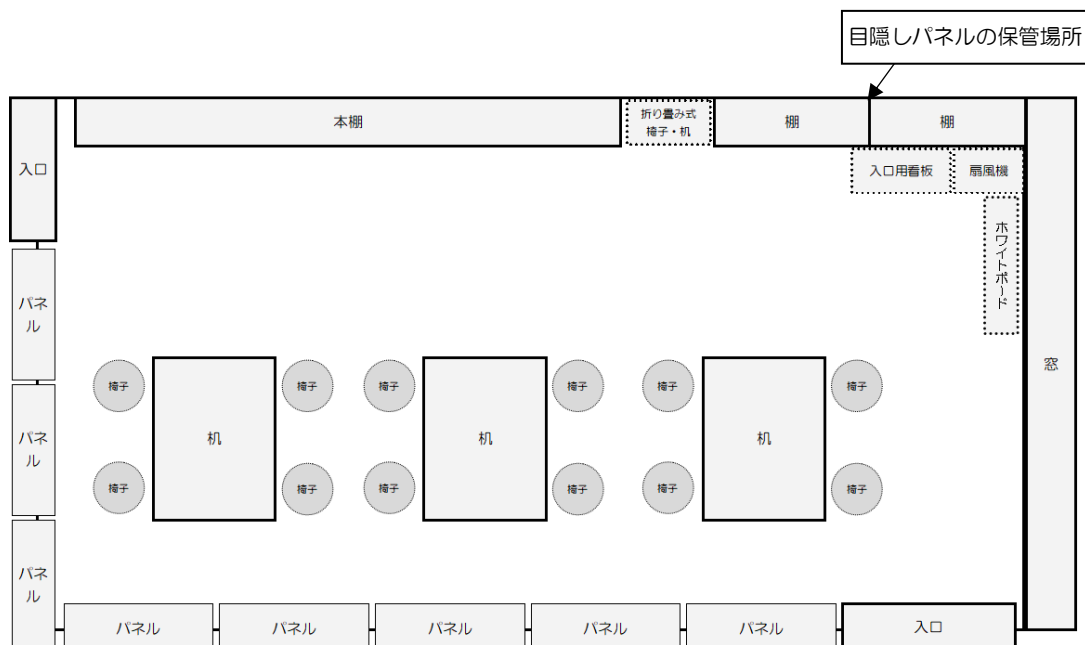 目隠しパネルの保管場所
入口
本棚
折り畳み式
椅子・机
棚
棚
入口用看板
扇風機
ホワイトボード
窓
パネ
ル
パネ
ル
パネ
ル
椅子
椅子
椅子
椅子
椅子
椅子
机
机
机
椅子
椅子
椅子
椅子
椅子
椅子
パネル
パネル
パネル
パネル
パネル
入口